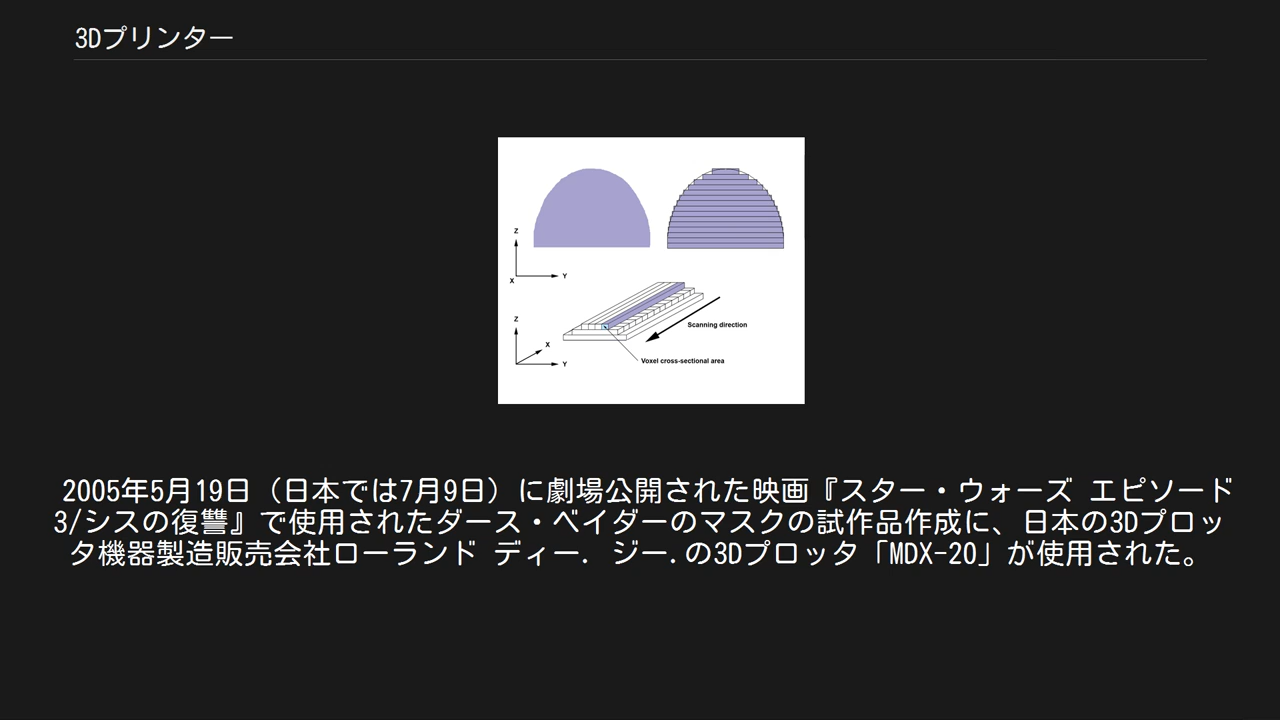 3Dプリンター
Z
X
Y
Z
X
Y
Scanning direction
Voxel cross-sectional area
2005年5月19日（日本では7月9日）に劇場公開された映画『スター・ウォーズ エピソード
3/シスの復讐』で使用されたダース・ベイダーのマスクの試作品作成に、日本の3Dプロッ
タ機器製造販売会社ローランド ディー. ジー.の3Dプロッタ「MDX-20」が使用された。